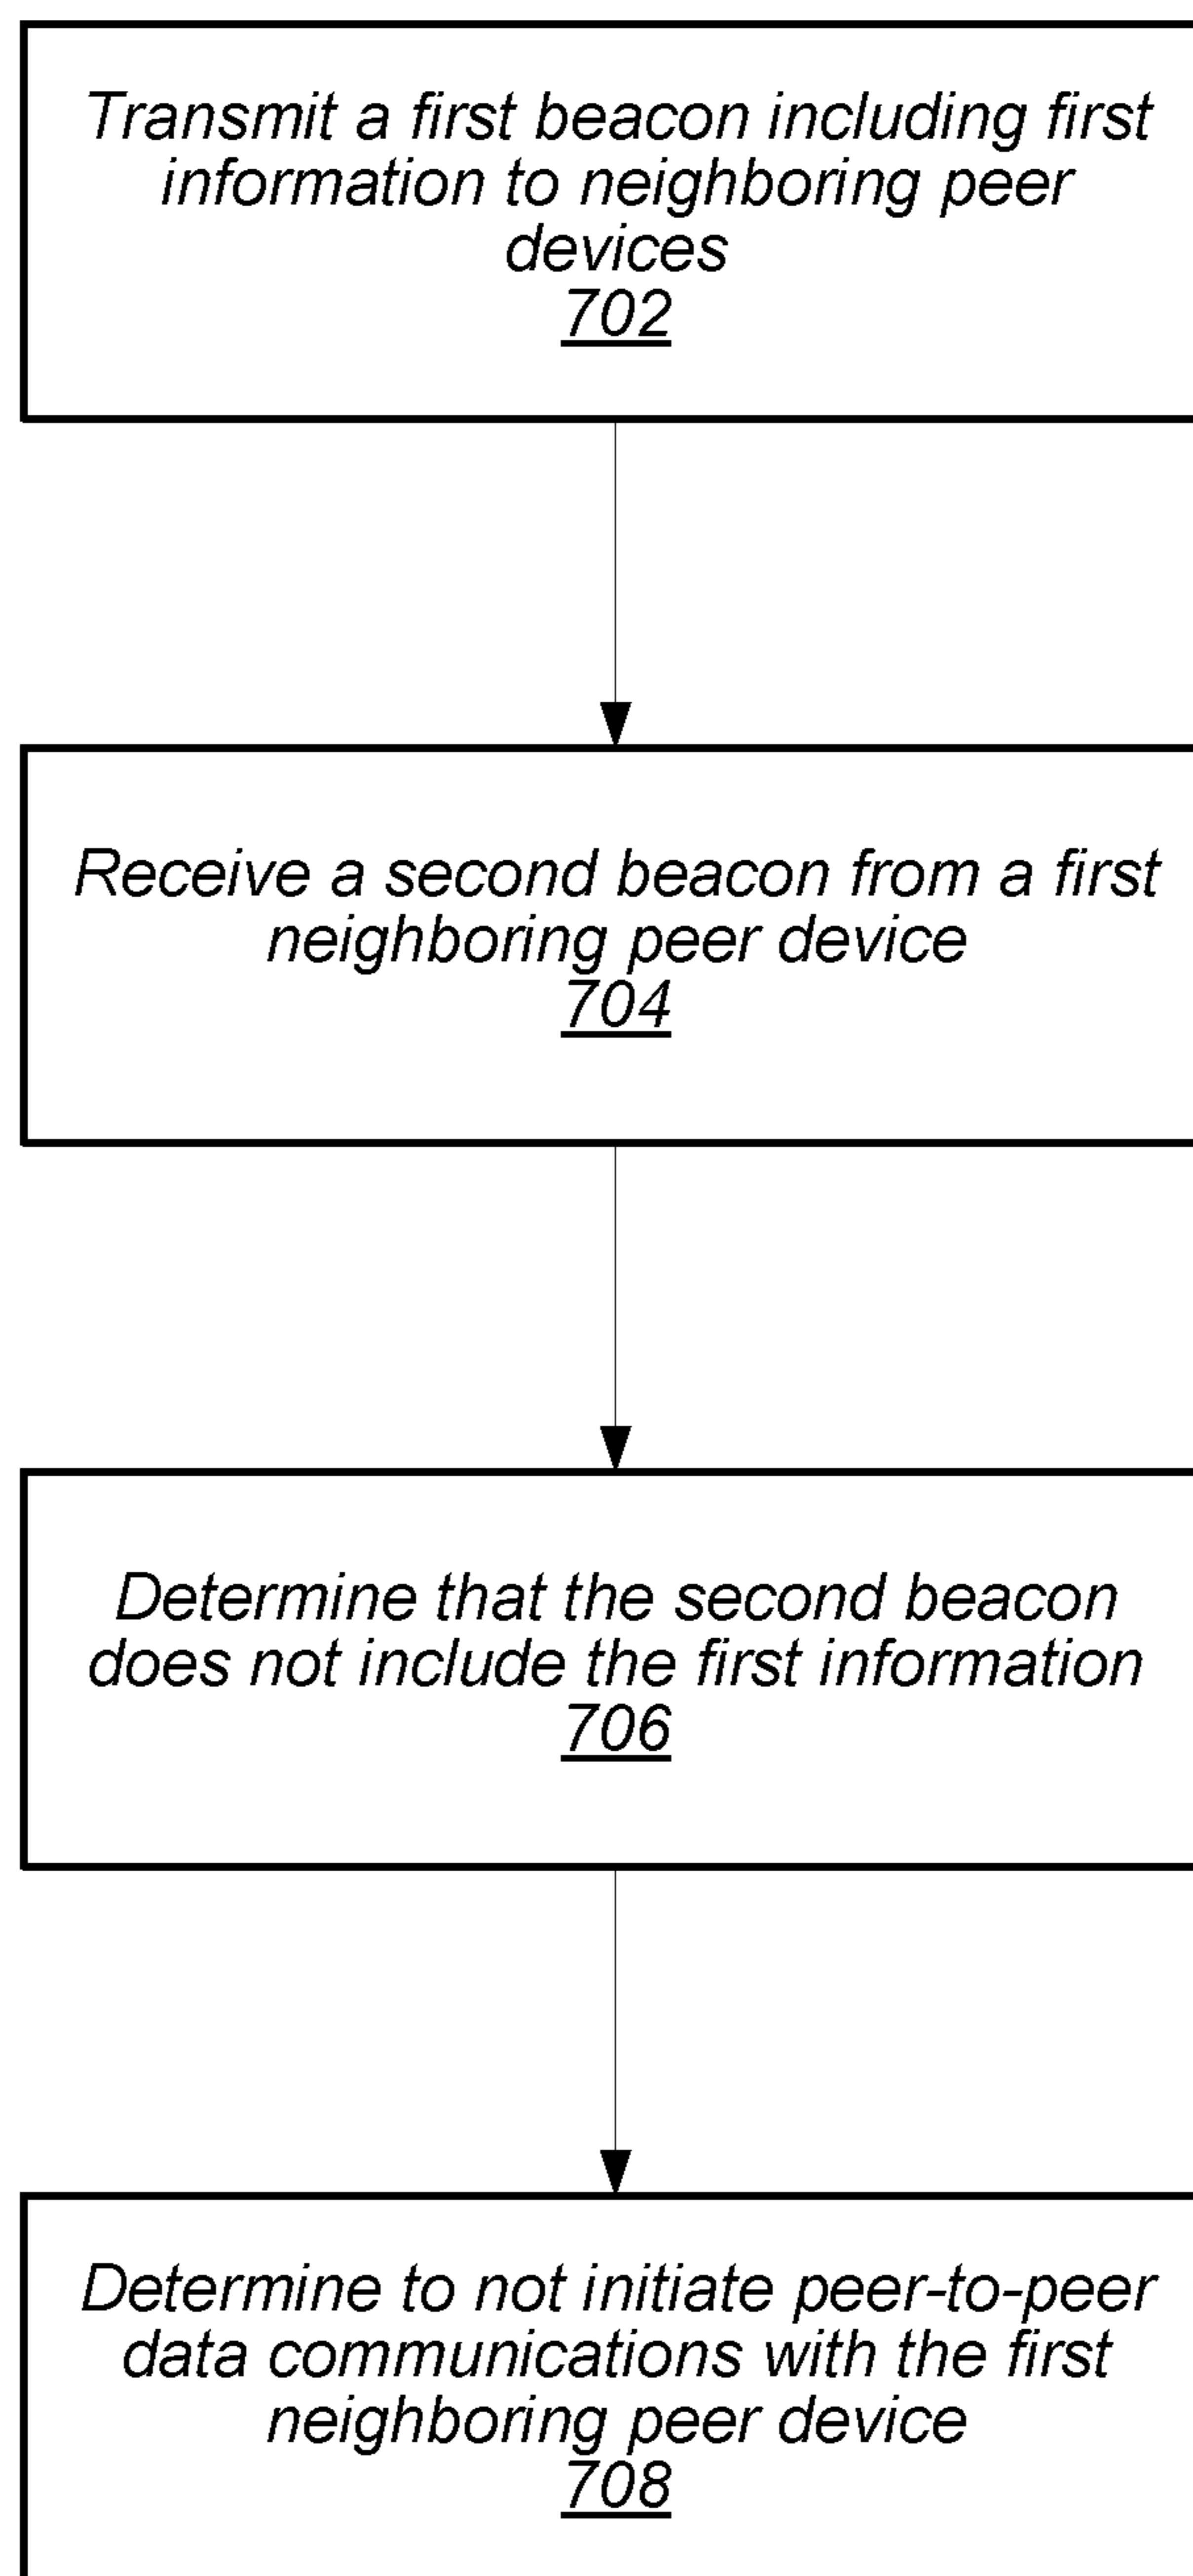 Transmit a first beacon including first
information to neighboring peer
devices
702
Receive a second beacon from a first
neighboring peer device
704
Determine that the second beacon
does not include the first information
706
Determine to not initiate peer-to-peer
data communications with the first
neighboring peer device
708